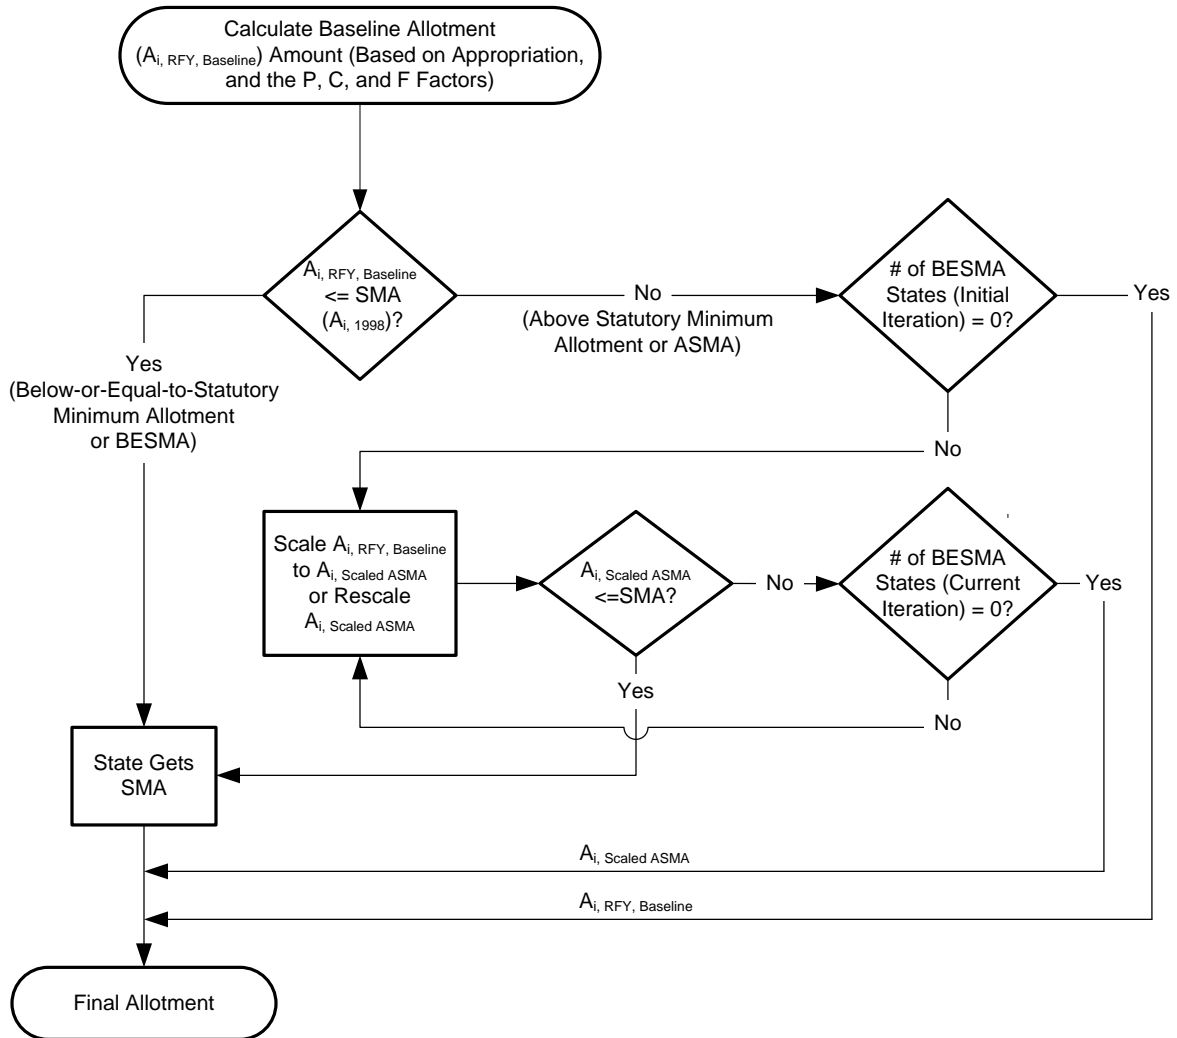 Calculate Baseline Allotment
(Ai, RFY, Baseline) Amount (Based on Appropriation,
and the P, C, and F Factors)
Ai, RFY, Baseline
<= SMA
(Ai, 1998)?
No
(Above Statutory Minimum
Allotment or ASMA)
# of BESMA
States (Initial
Iteration) = 0?
Yes
Yes
(Below-or-Equal-to-Statutory
Minimum Allotment
or BESMA)
No
Scale Ai, RFY, Baseline
to Ai, Scaled ASMA
or Rescale
Ai, Scaled ASMA
Ai, Scaled ASMA
<=SMA?
No
# of BESMA
States (Current
Iteration) = 0?
Yes
Yes
No
State Gets
SMA
Ai, Scaled ASMA
Ai, RFY, Baseline
Final Allotment